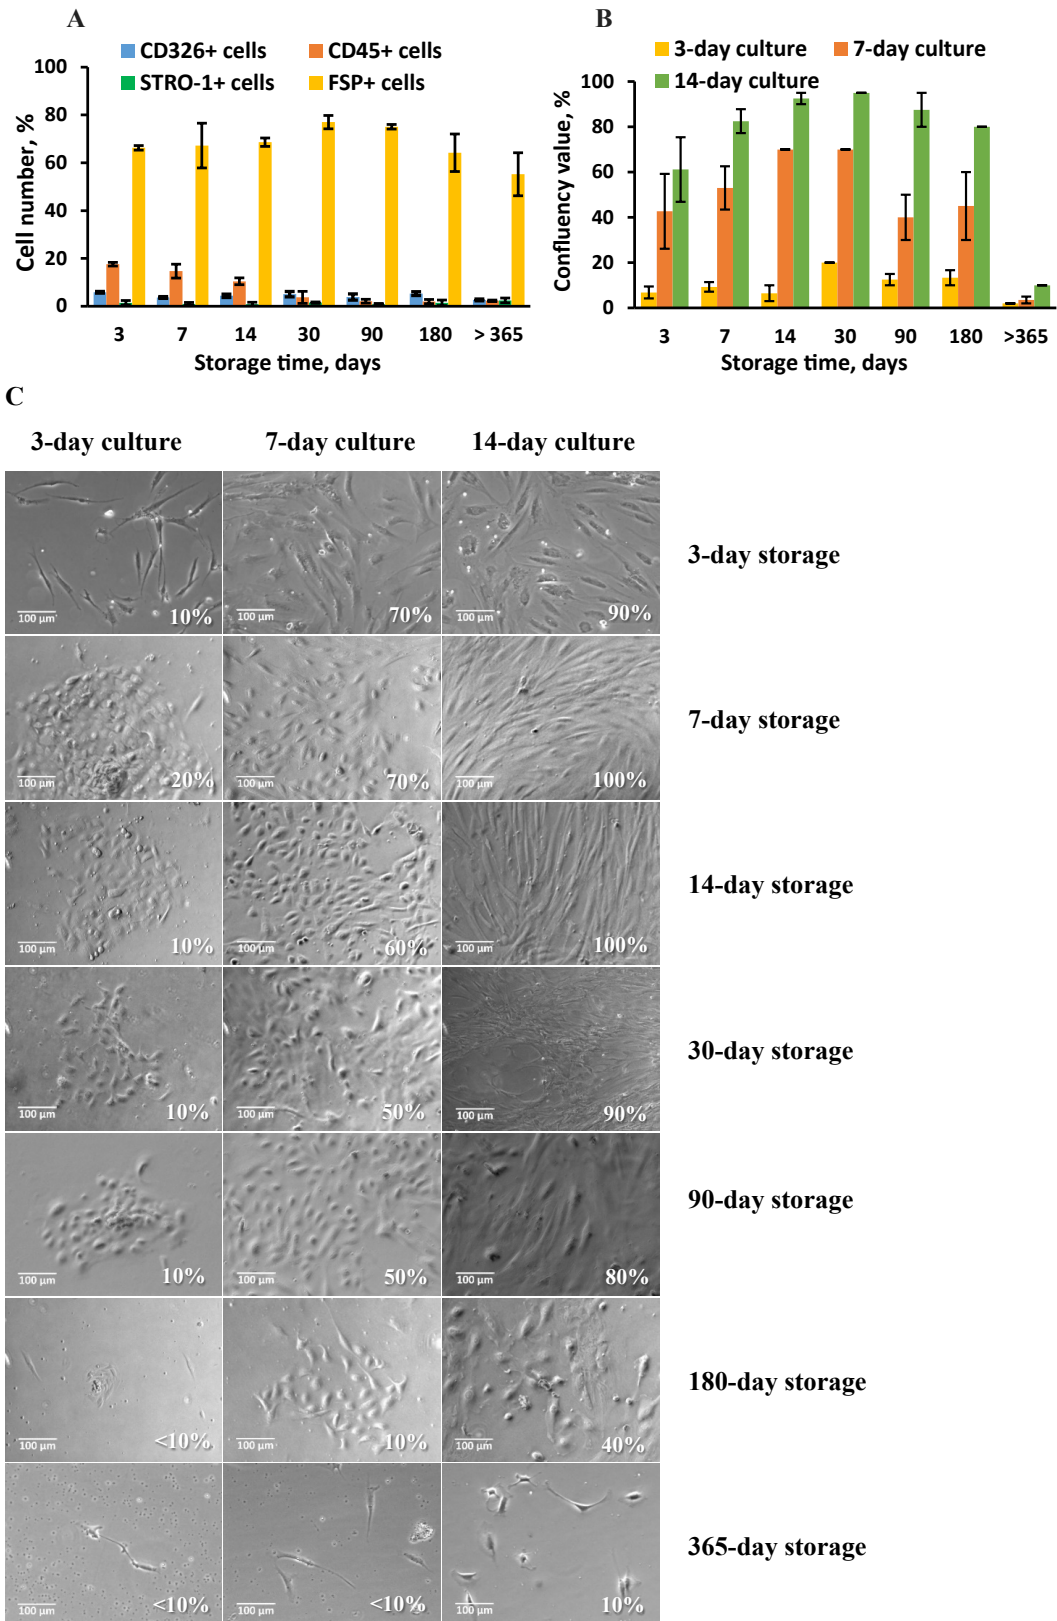 A
CD326+ cells
CD45+ cells
STRO-1+ cells
FSP+ cells
Cell number, %
100
80
60
40
20
0
3 7 14 30 90 180 > 365
Storage time, days
B
3-day culture
7-day culture
14-day culture
Confluency value, %
100
80
60
40
20
0
3 7 14 30 90 180 >365
Storage time, days
C
3-day culture 7-day culture 14-day culture
100 µm 10% 100 µm 70% 100 µm 90%
3-day storage
100 µm 20% 100 µm 70% 100 µm 100%
7-day storage
100 µm 10% 100 µm 60% 100 µm 100%
14-day storage
100 µm 10% 100 µm 50% 100 µm 90%
30-day storage
100 µm 10% 100 µm 50% 100 µm 80%
90-day storage
100 µm <10% 100 µm 10% 100 µm 40%
180-day storage
100 µm <10% 100 µm <10% 100 µm 10%
365-day storage